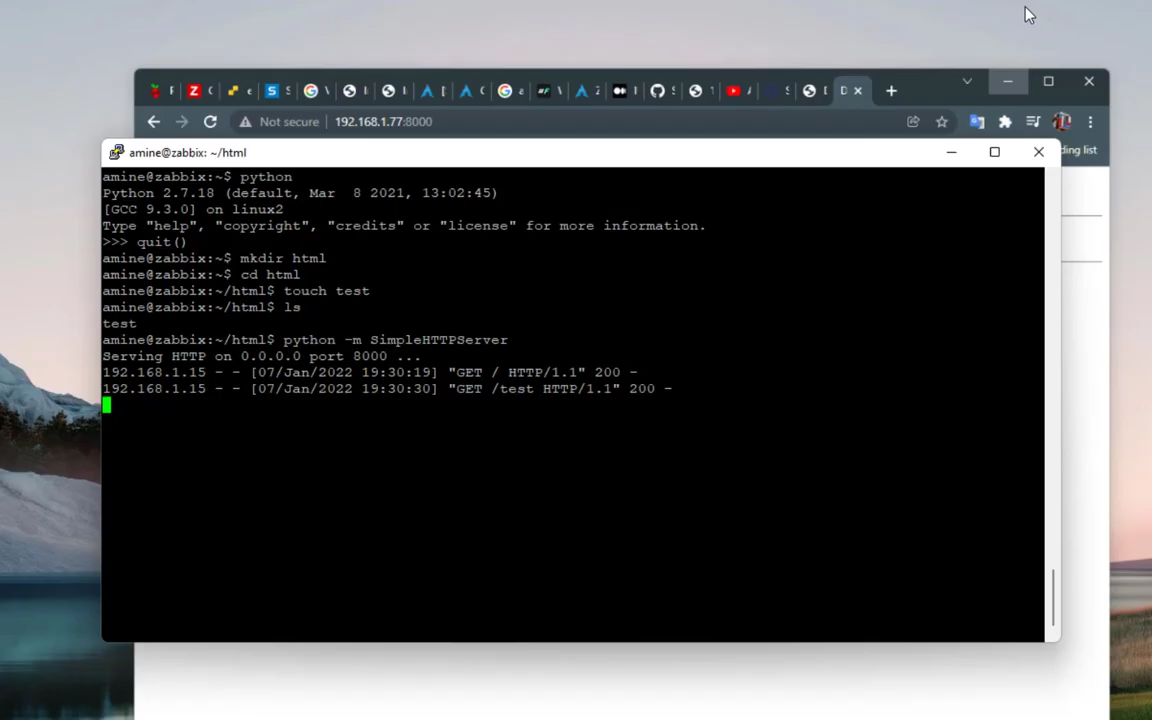 Not secure
192.168.1.77:8000
ding list
amine@zabbix: ~/html
amine@zabbix:~$ python
Python 2.7.18 (default, Mar  8 2021, 13:02:45)
[GCC 9.3.0] on linux2
Type "help", "copyright", "credits" or "license" for more information.
>>> quit()
amine@zabbix:~$ mkdir html
amine@zabbix:~$ cd html
amine@zabbix:~/html$ touch test
amine@zabbix:~/html$ ls
test
amine@zabbix:~/html$ python -m SimpleHTTPServer
Serving HTTP on 0.0.0.0 port 8000 ...
192.168.1.15 - - [07/Jan/2022 19:30:19] "GET / HTTP/1.1" 200 -
192.168.1.15 - - [07/Jan/2022 19:30:30] "GET /test HTTP/1.1" 200 -